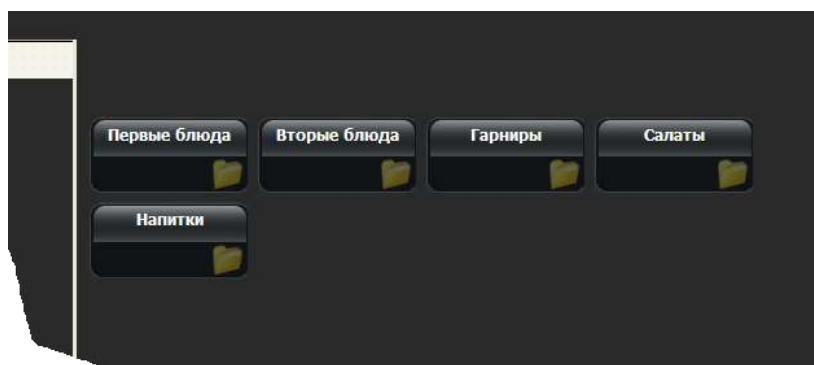 Первые блюда
Вторые блюда
Гарниры
Салаты
Напитки